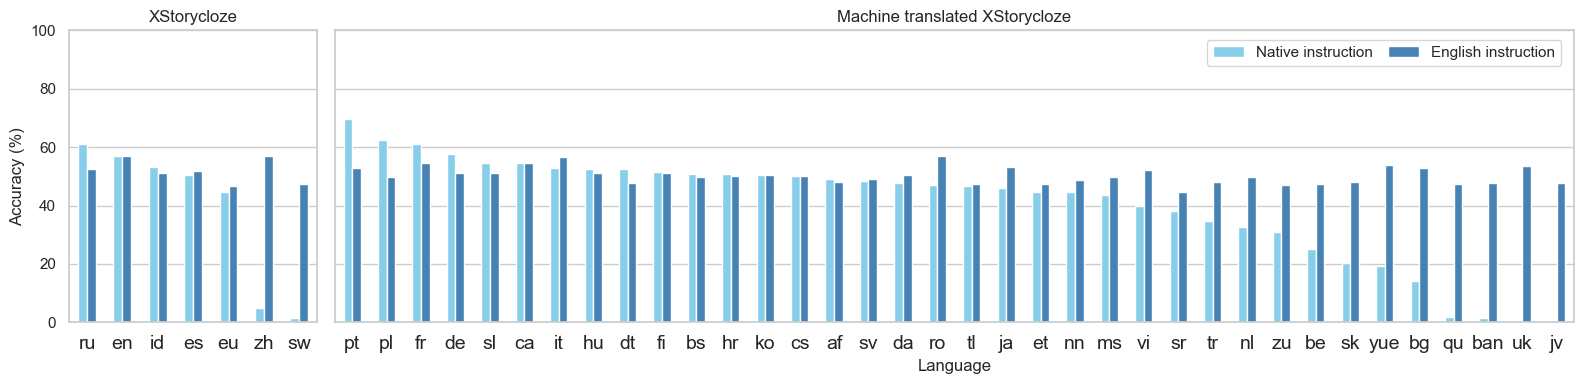 XStorycloze
Machine translated XStorycloze
Native instruction English instruction
Accuracy (%)
100
80
60
40
20
0
ru en id es eu zh sw
pt pl fr de sl ca it hu dt fi bs hr ko cs af sv da ro tl ja et nn ms vi sr tr nl zu be sk yue bg qu ban uk jv
Language